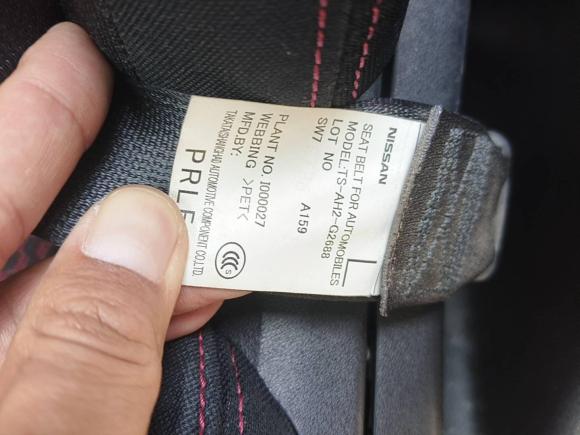 NISSAN
L
SEAT BELT FOR AUTOMOBILES
MODEL:TS-AH2-G2688
LOT NO A159
SW7
PLANT NO. I000027
WEBBING >PET<
MFD.BY:
TAKATA(SHANGHAI) AUTOMOTIVE COMPONENT CO.LTD.
CCC S